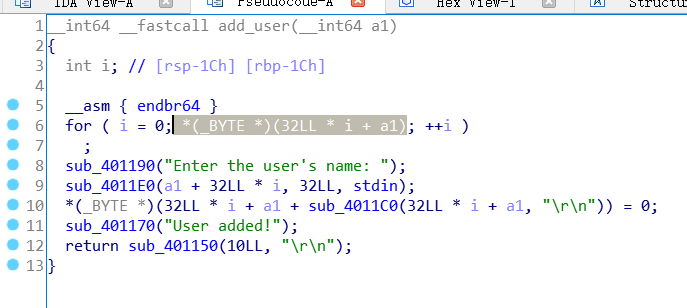 IDA View-A Pseudocode-A Hex View-1 Structu
1 __int64 __fastcall add_user(__int64 a1)
2 {
3 int i; // [rsp-1Ch] [rbp-1Ch]
4
5 __asm { endbr64 }
6 for ( i = 0; *(_BYTE *)(32LL * i + a1); ++i )
7 ;
8 sub_401190("Enter the user's name: ");
9 sub_4011E0(a1 + 32LL * i, 32LL, stdin);
10 *(_BYTE *)(32LL * i + a1 + sub_4011C0(32LL * i + a1, "\r\n")) = 0;
11 sub_401170("User added!");
12 return sub_401150(10LL, "\r\n");
13 }